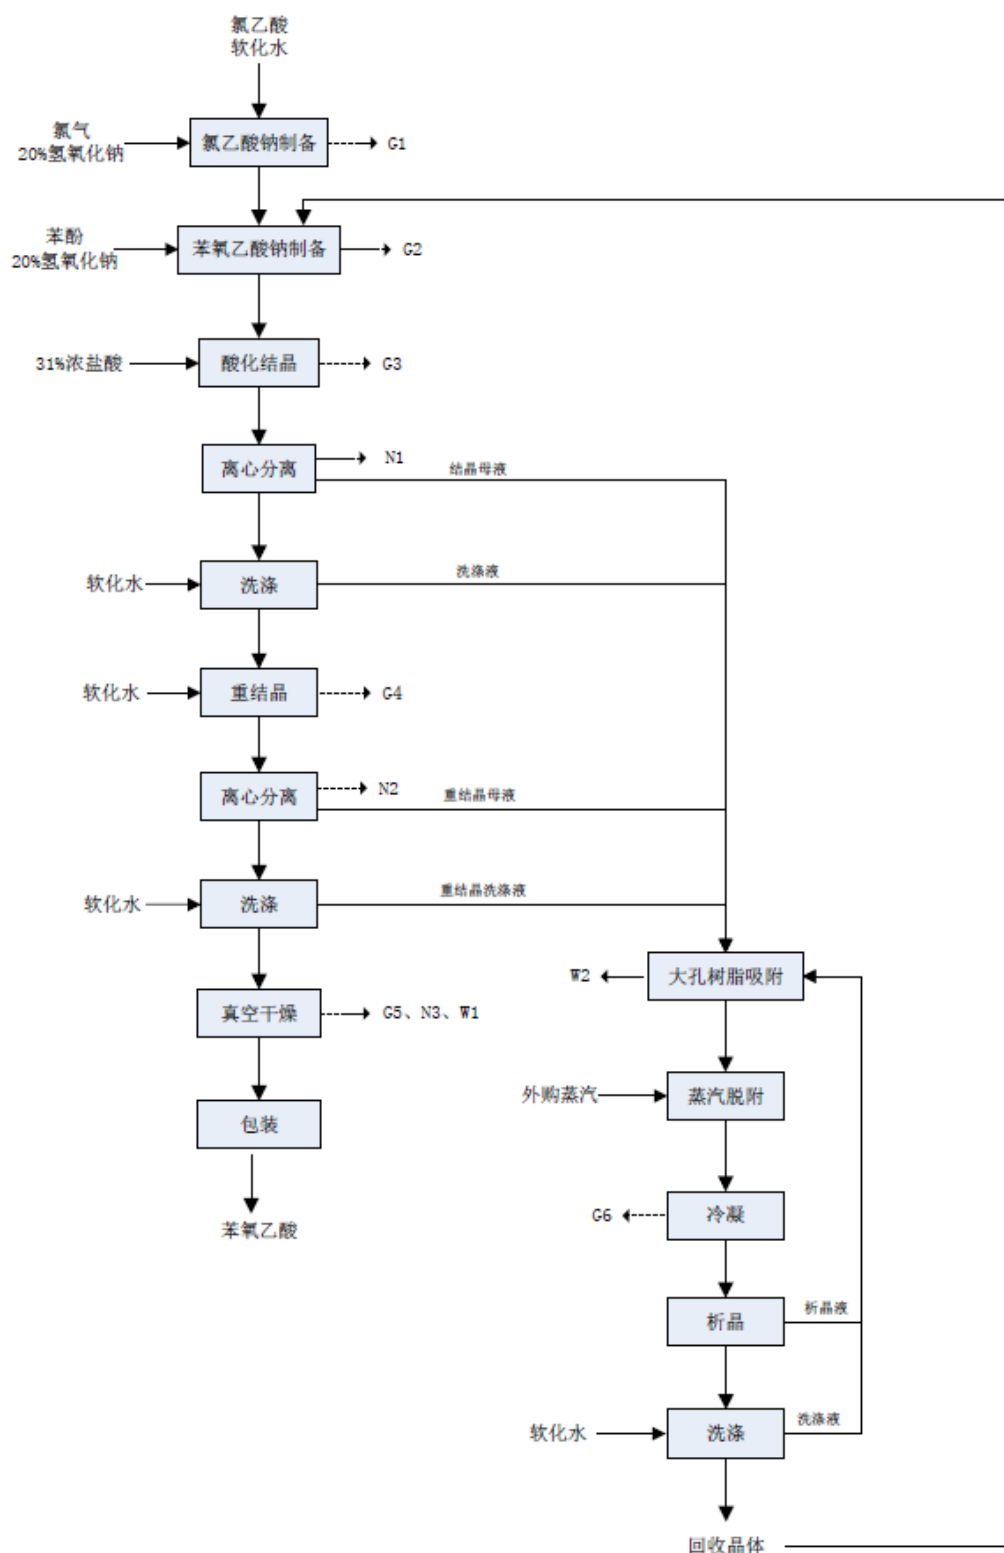 氯乙酸
软化水
氯气
20%氢氧化钠
氯乙酸钠制备
G1
苯酚
20%氢氧化钠
苯氧乙酸钠制备
G2
31%浓盐酸
酸化结晶
G3
离心分离
N1
结晶母液
软化水
洗涤
洗涤液
软化水
重结晶
G4
离心分离
N2
重结晶母液
软化水
洗涤
重结晶洗涤液
W2
大孔树脂吸附
真空干燥
G5、N3、W1
外购蒸汽
蒸汽脱附
包装
苯氧乙酸
G6
冷凝
析晶
析晶液
软化水
洗涤
洗涤液
回收晶体